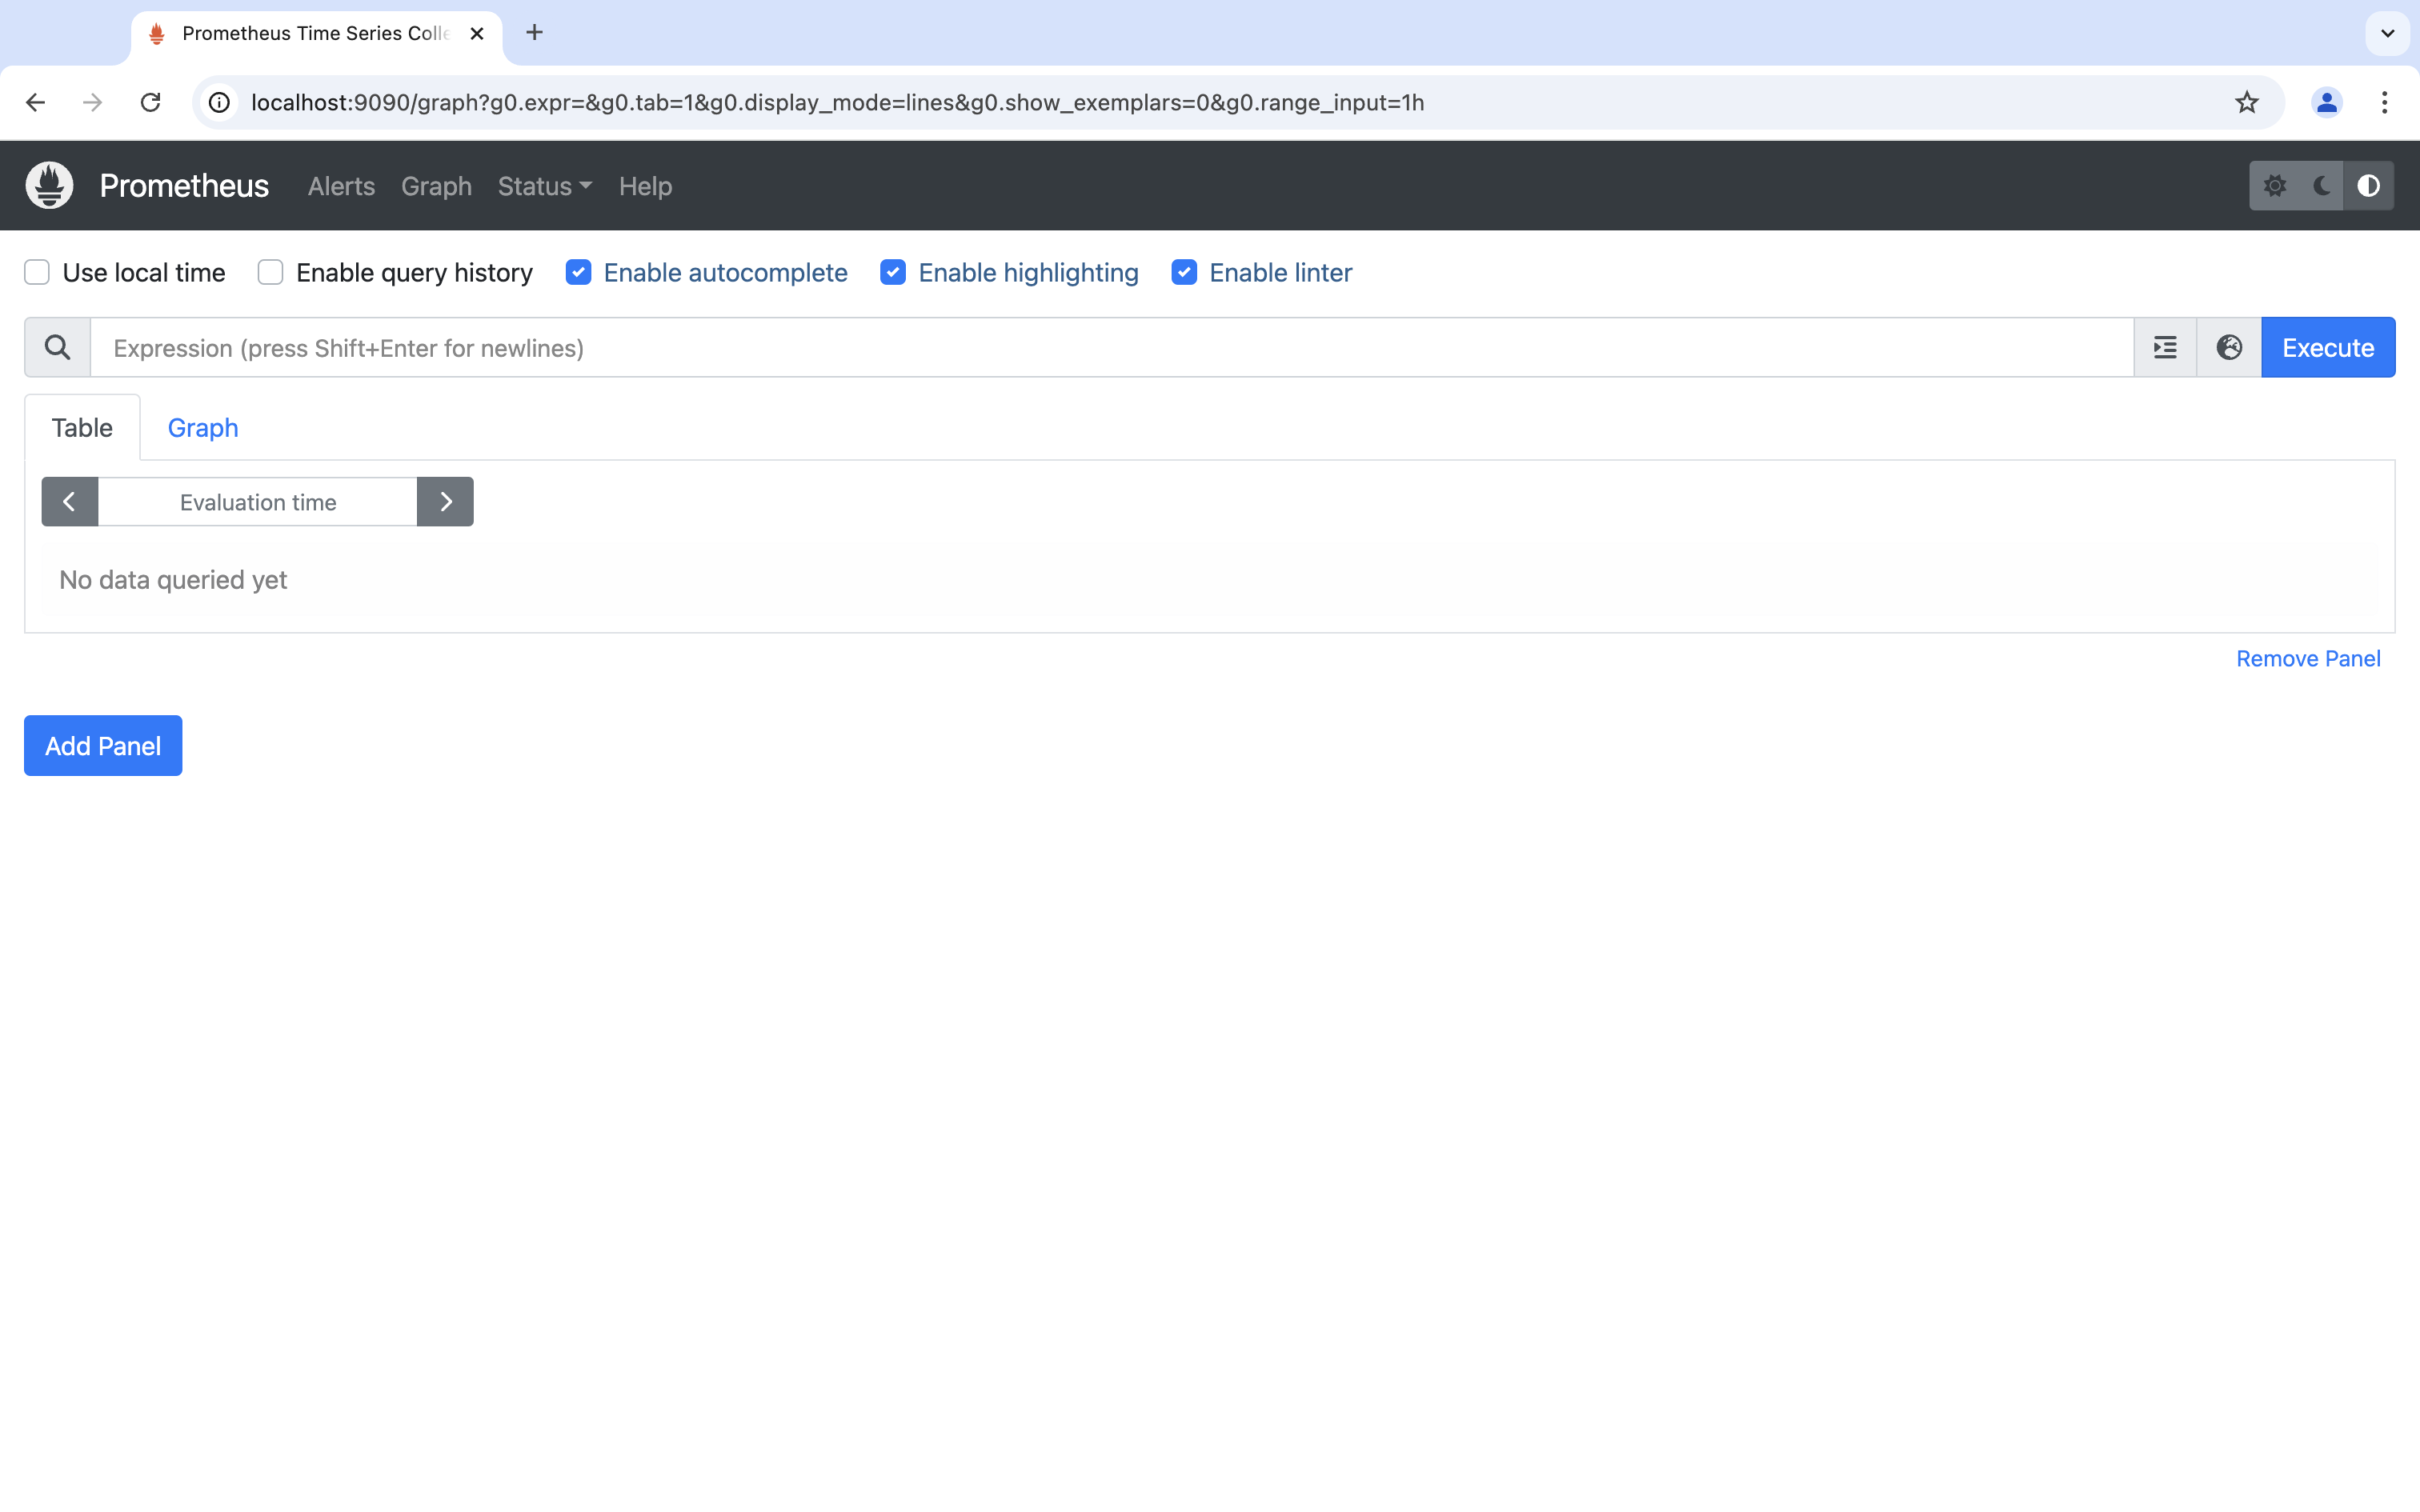 Prometheus Time Series Colle
localhost:9090/graph?g0.expr=&g0.tab=1&g0.display_mode=lines&g0.show_exemplars=0&g0.range_input=1h
Prometheus Alerts Graph Status Help
Use local time Enable query history Enable autocomplete Enable highlighting Enable linter
Expression (press Shift+Enter for newlines) Execute
Table Graph
Evaluation time
No data queried yet
Remove Panel
Add Panel